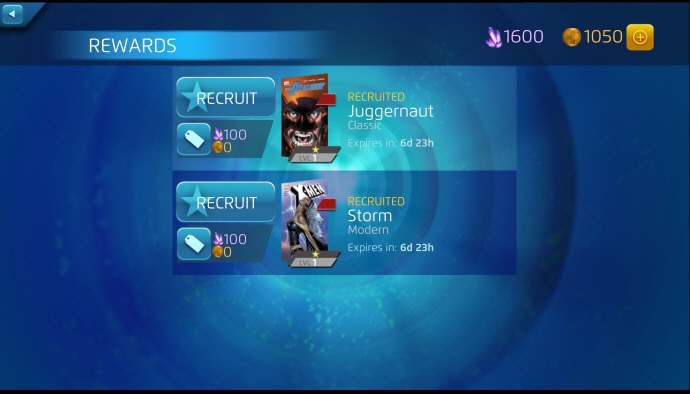 REWARDS
1600
1050
RECRUIT
100
0
LVL 1
RECRUITED
Juggernaut
Classic
Expires in: 6d 23h
RECRUIT
100
0
X-MEN
LVL 1
RECRUITED
Storm
Modern
Expires in: 6d 23h